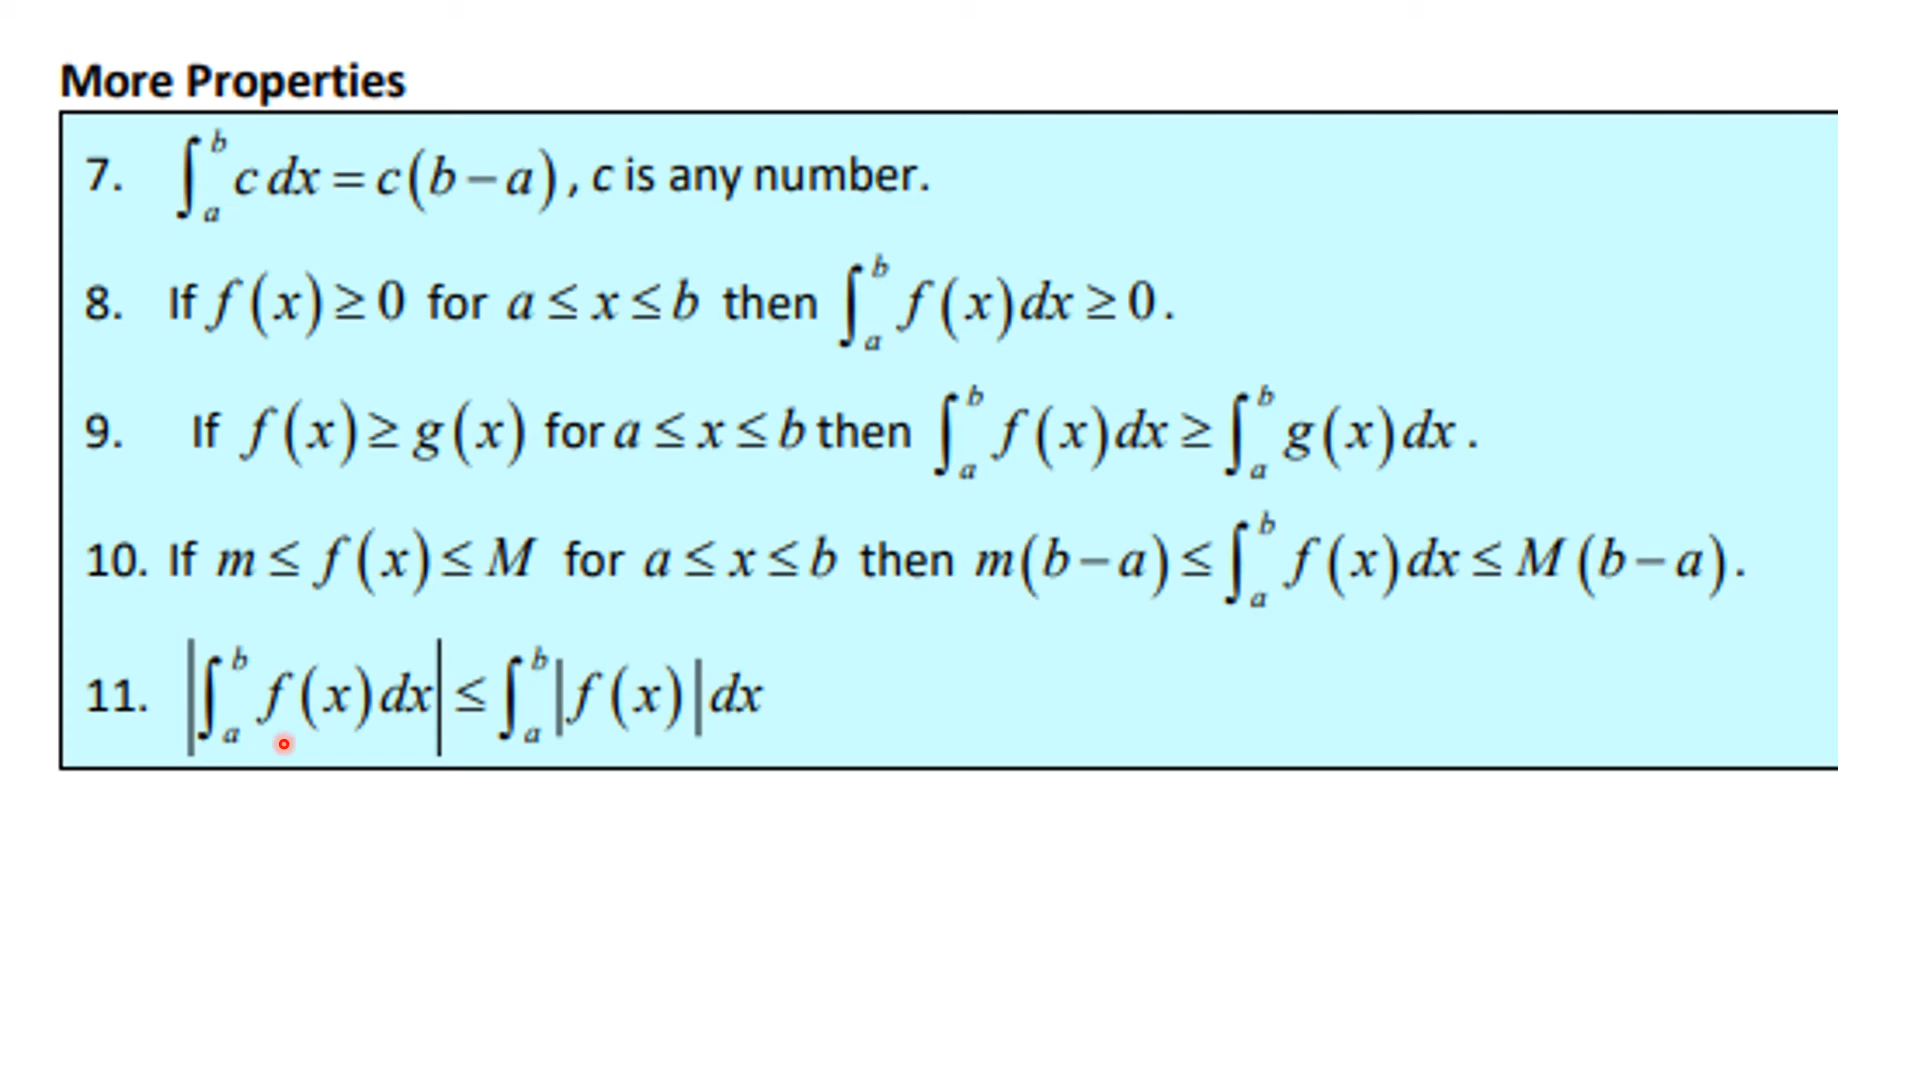 More Properties
7. ∫_a^b c dx = c(b − a), c is any number.
8. If f(x) ≥ 0 for a ≤ x ≤ b then ∫_a^b f(x) dx ≥ 0.
9. If f(x) ≥ g(x) for a ≤ x ≤ b then ∫_a^b f(x) dx ≥ ∫_a^b g(x) dx.
10. If m ≤ f(x) ≤ M for a ≤ x ≤ b then m(b − a) ≤ ∫_a^b f(x) dx ≤ M(b − a).
11. |∫_a^b f(x) dx| ≤ ∫_a^b |f(x)| dx